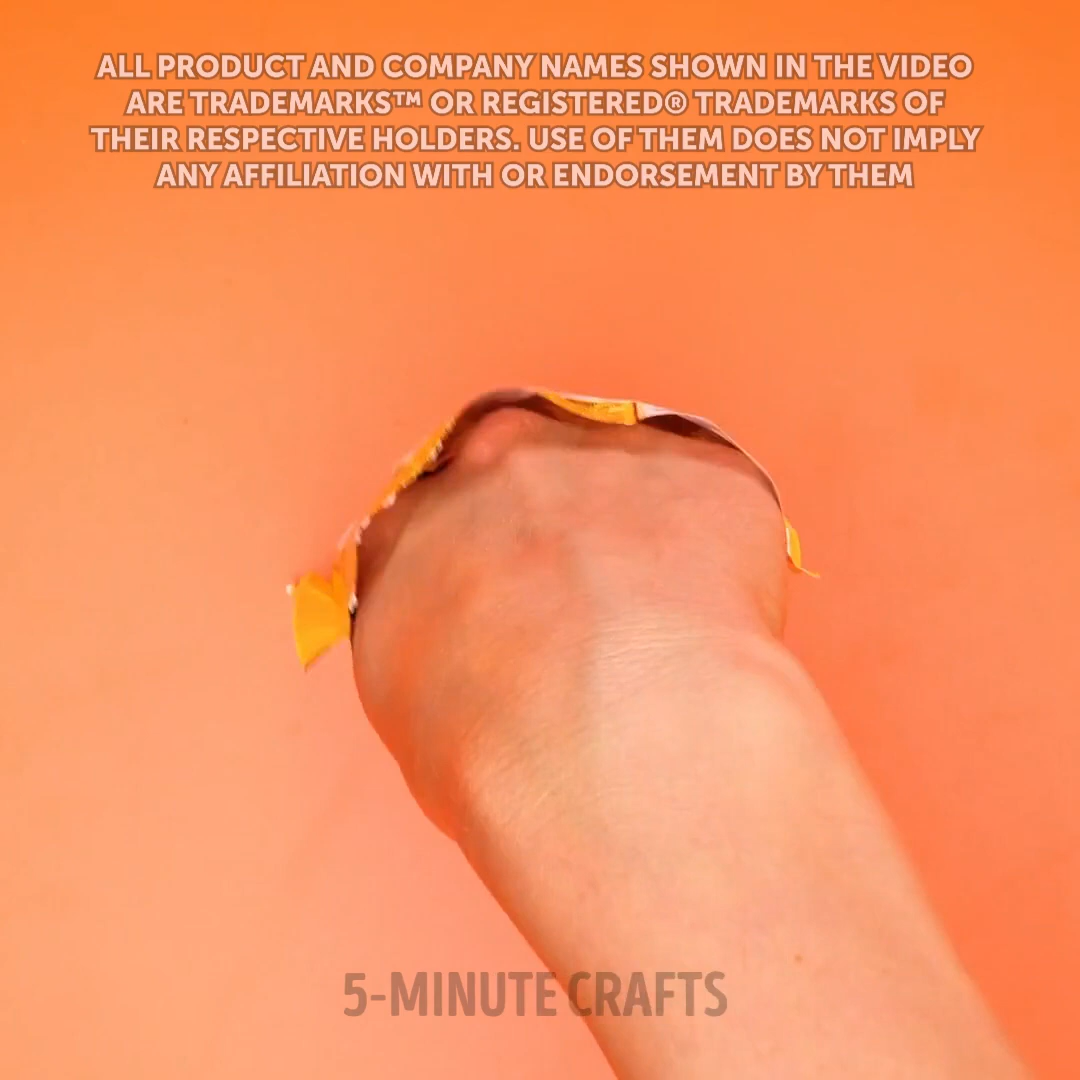 ALL PRODUCT AND COMPANY NAMES SHOWN IN THE VIDEO
ARE TRADEMARKS™ OR REGISTERED® TRADEMARKS OF
THEIR RESPECTIVE HOLDERS. USE OF THEM DOES NOT IMPLY
ANY AFFILIATION WITH OR ENDORSEMENT BY THEM
5-MINUTE CRAFTS